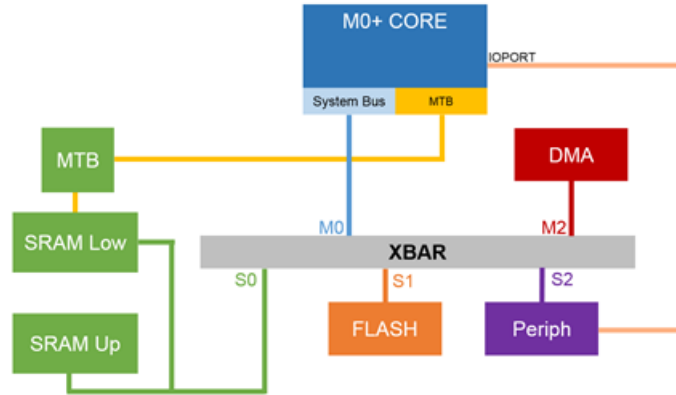 M0+ CORE
IOPORT
System Bus
MTB
MTB
DMA
SRAM Low
M0
M2
XBAR
S0
S1
S2
SRAM Up
FLASH
Periph